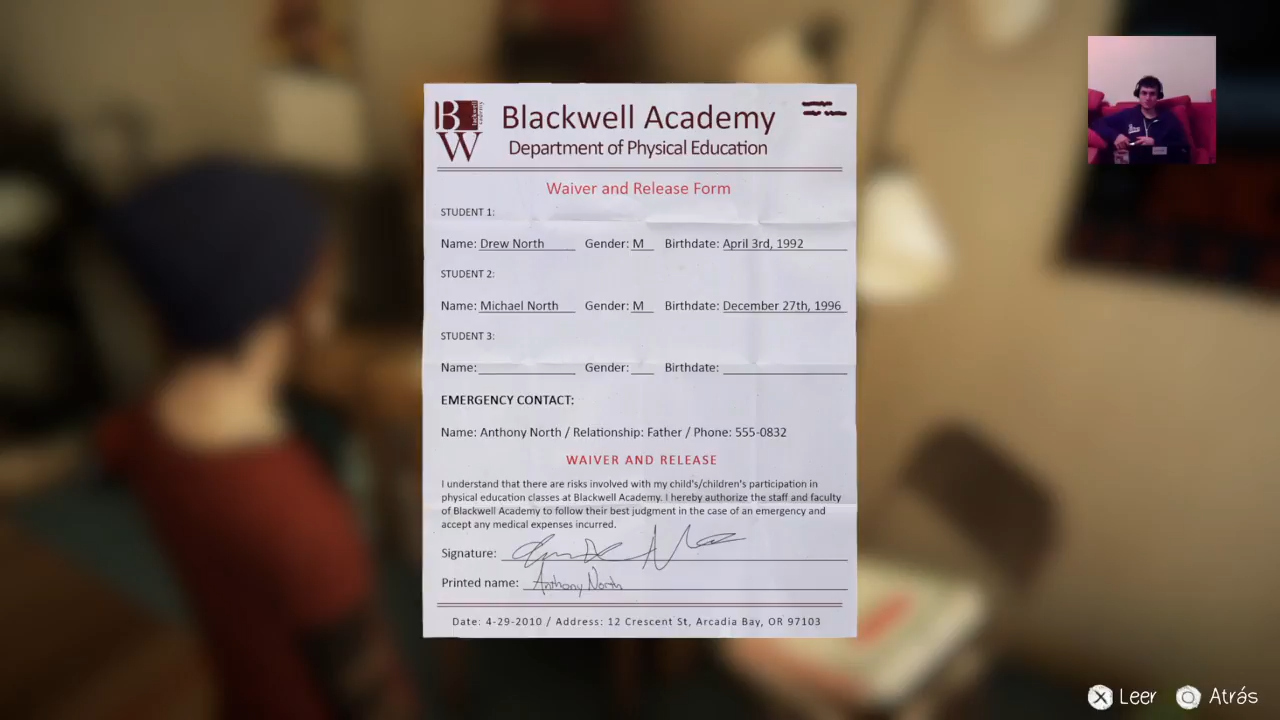 BW
Blackwell Academy
Department of Physical Education
Waiver and Release Form
STUDENT 1:
Name: Drew North Gender: M Birthdate: April 3rd, 1992
STUDENT 2:
Name: Michael North Gender: M Birthdate: December 27th, 1996
STUDENT 3:
Name: Gender: Birthdate:
EMERGENCY CONTACT:
Name: Anthony North / Relationship: Father / Phone: 555-0832
WAIVER AND RELEASE
I understand that there are risks involved with my child's/children's participation in
physical education classes at Blackwell Academy. I hereby authorize the staff and faculty
of Blackwell Academy to follow their best judgment in the case of an emergency and
accept any medical expenses incurred.
Signature:
Printed name: Anthony North
Date: 4-29-2010 / Address: 12 Crescent St, Arcadia Bay, OR 97103
Leer Atrás